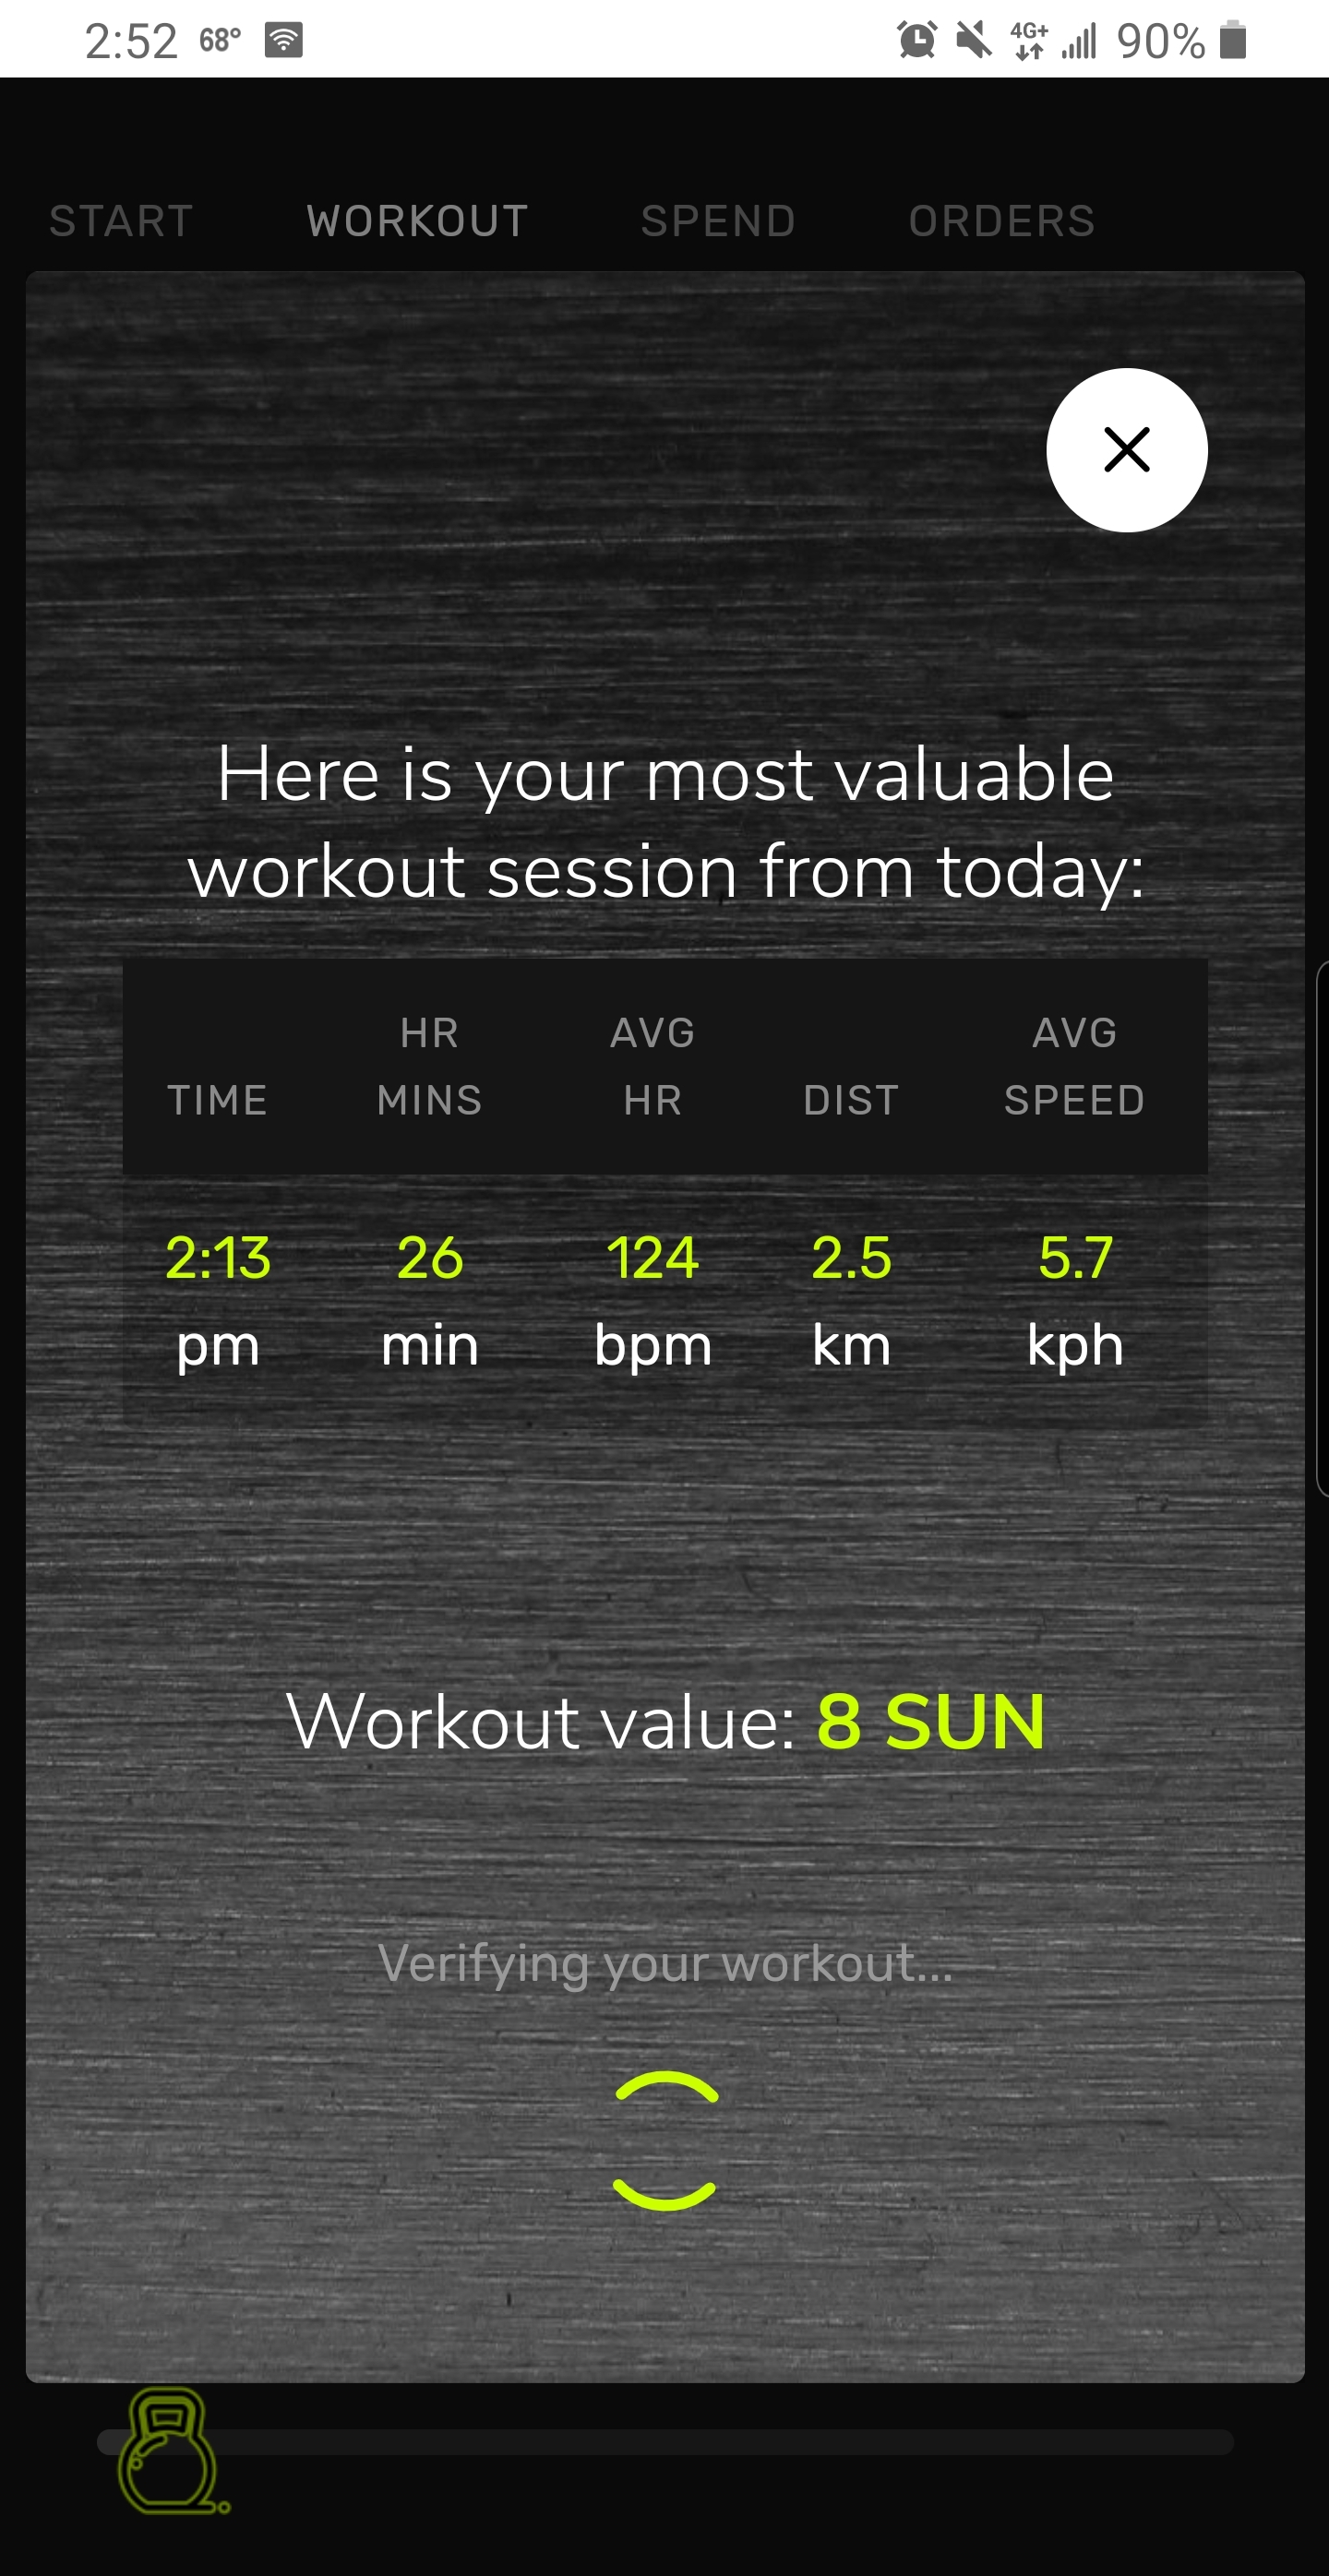 2:52 68° 4G+ 90%
START WORKOUT SPEND ORDERS
Here is your most valuable
workout session from today:
HR AVG AVG
TIME MINS HR DIST SPEED
2:13 26 124 2.5 5.7
pm min bpm km kph
Workout value: 8 SUN
Verifying your workout...